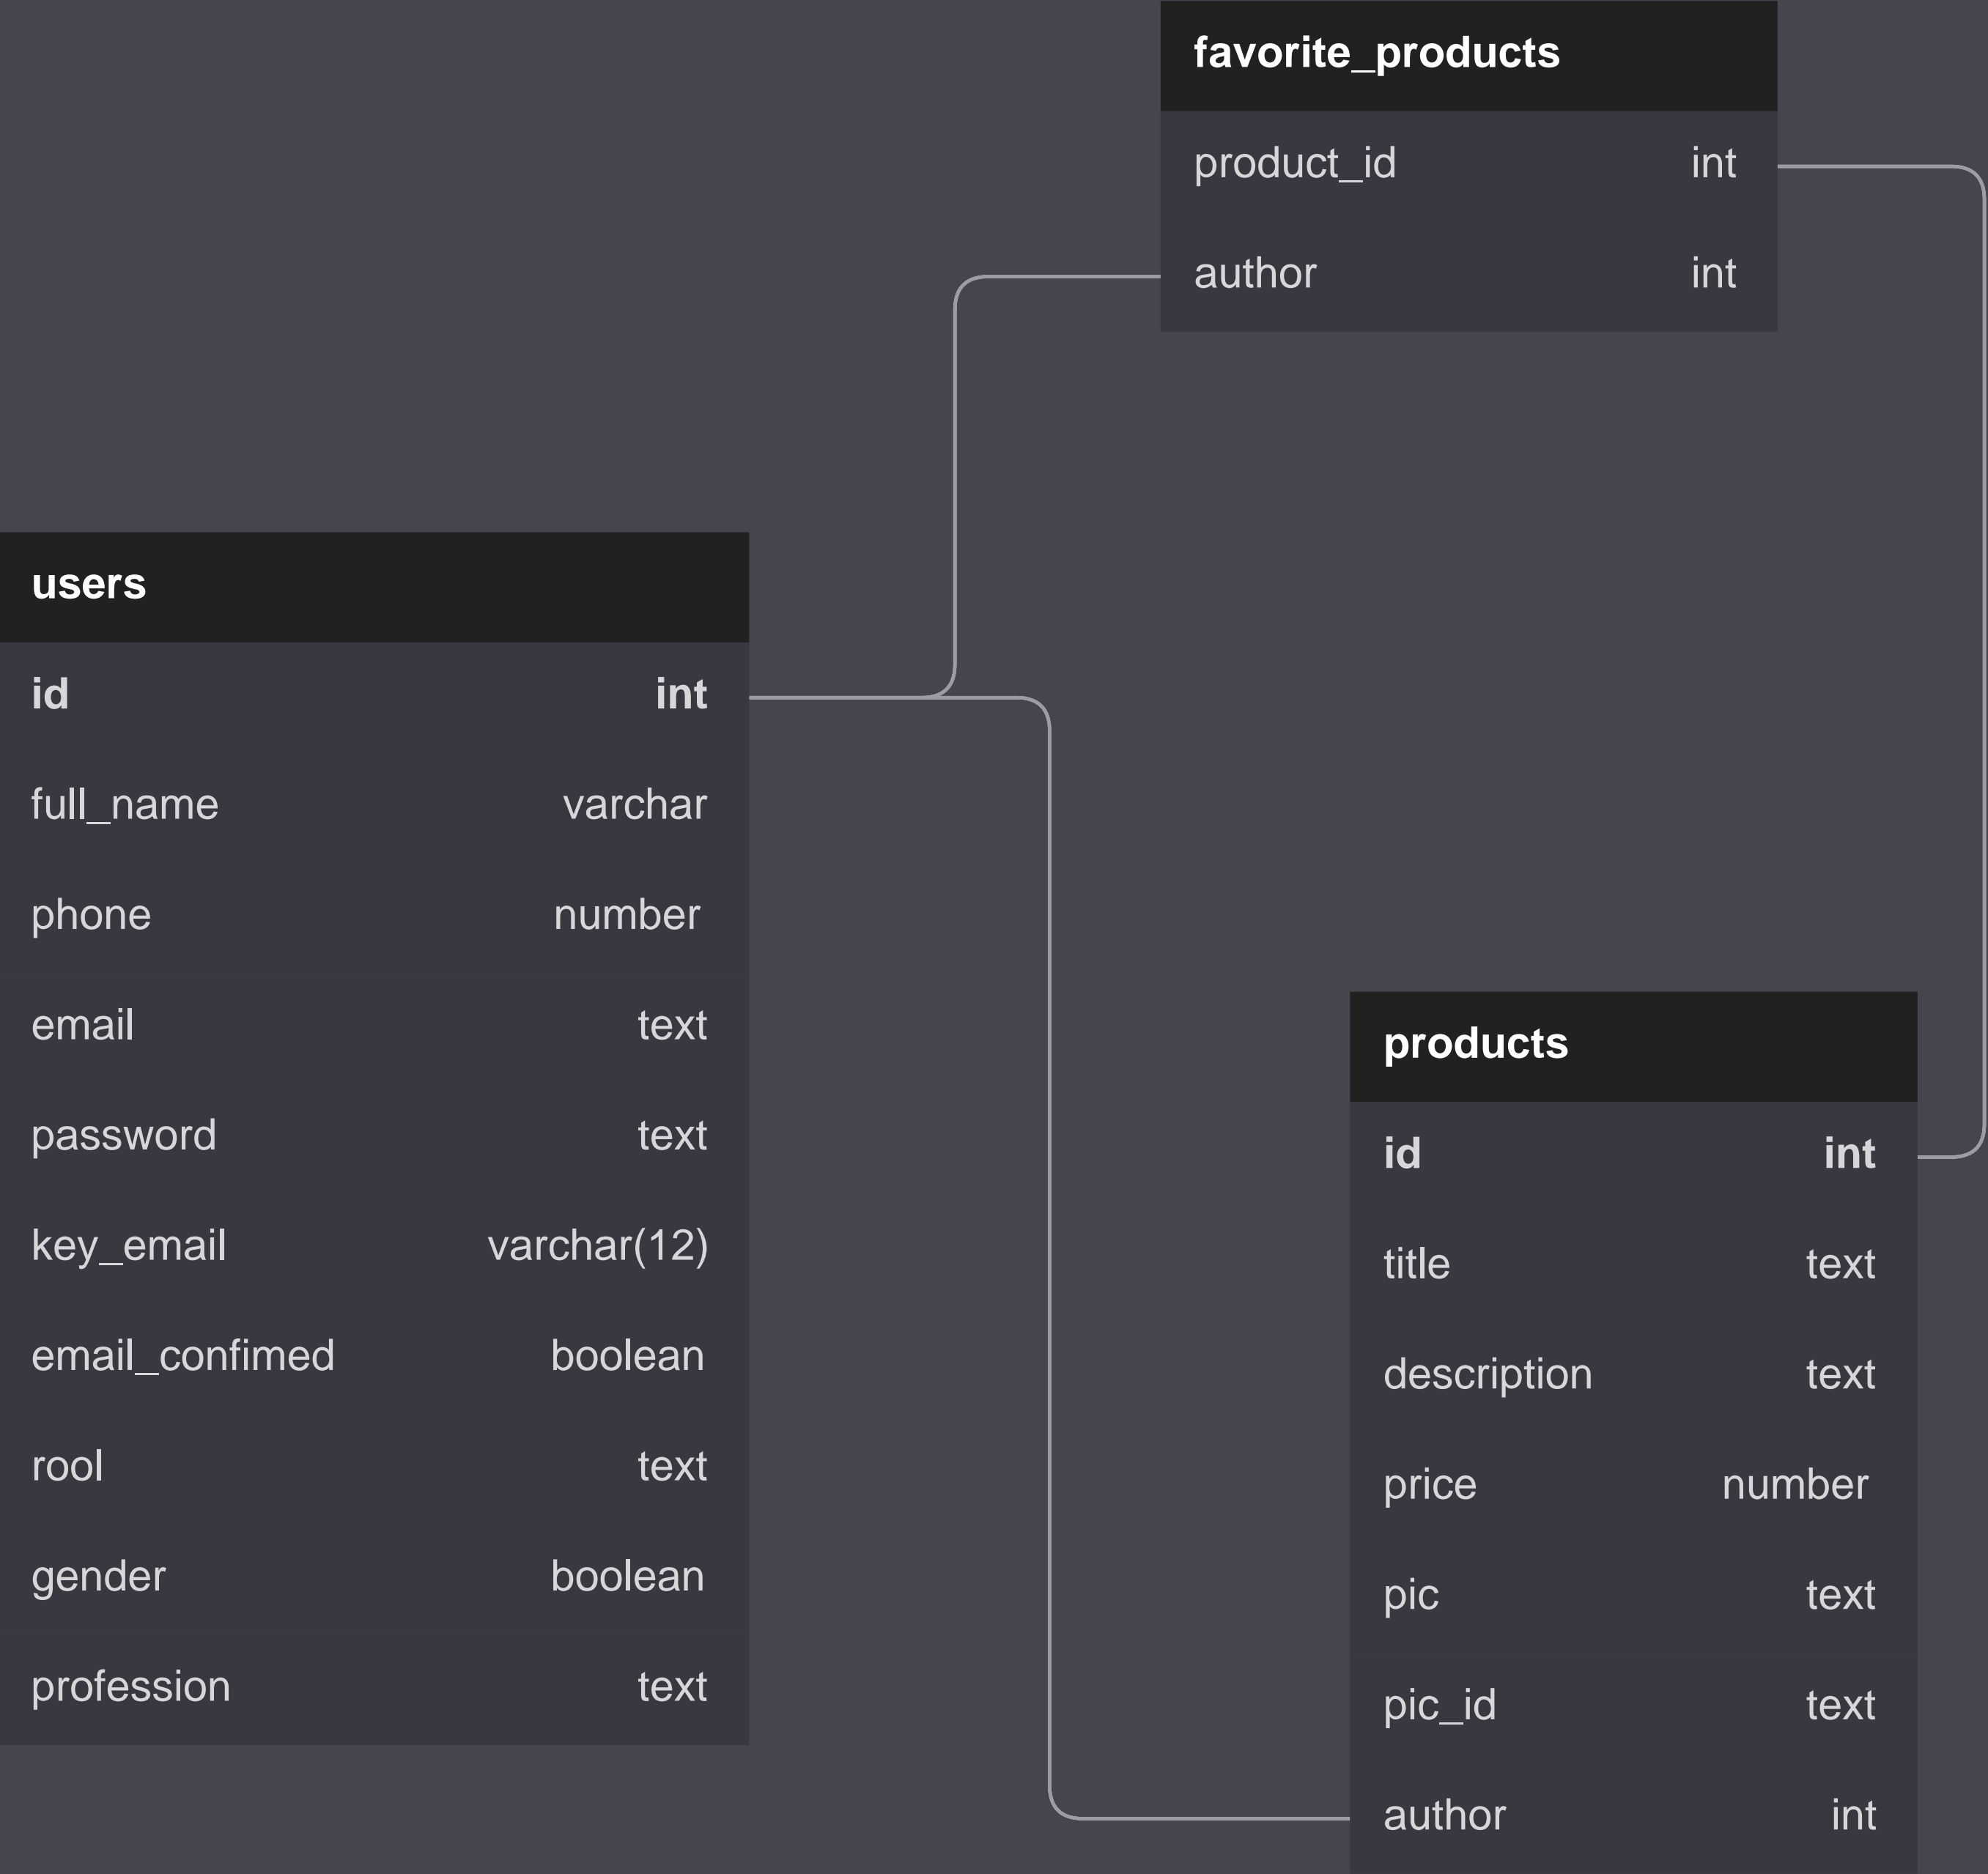 favorite_products
product_id int
author int
users
id int
full_name varchar
phone number
email text
password text
key_email varchar(12)
email_confimed boolean
rool text
gender boolean
profession text
products
id int
title text
description text
price number
pic text
pic_id text
author int